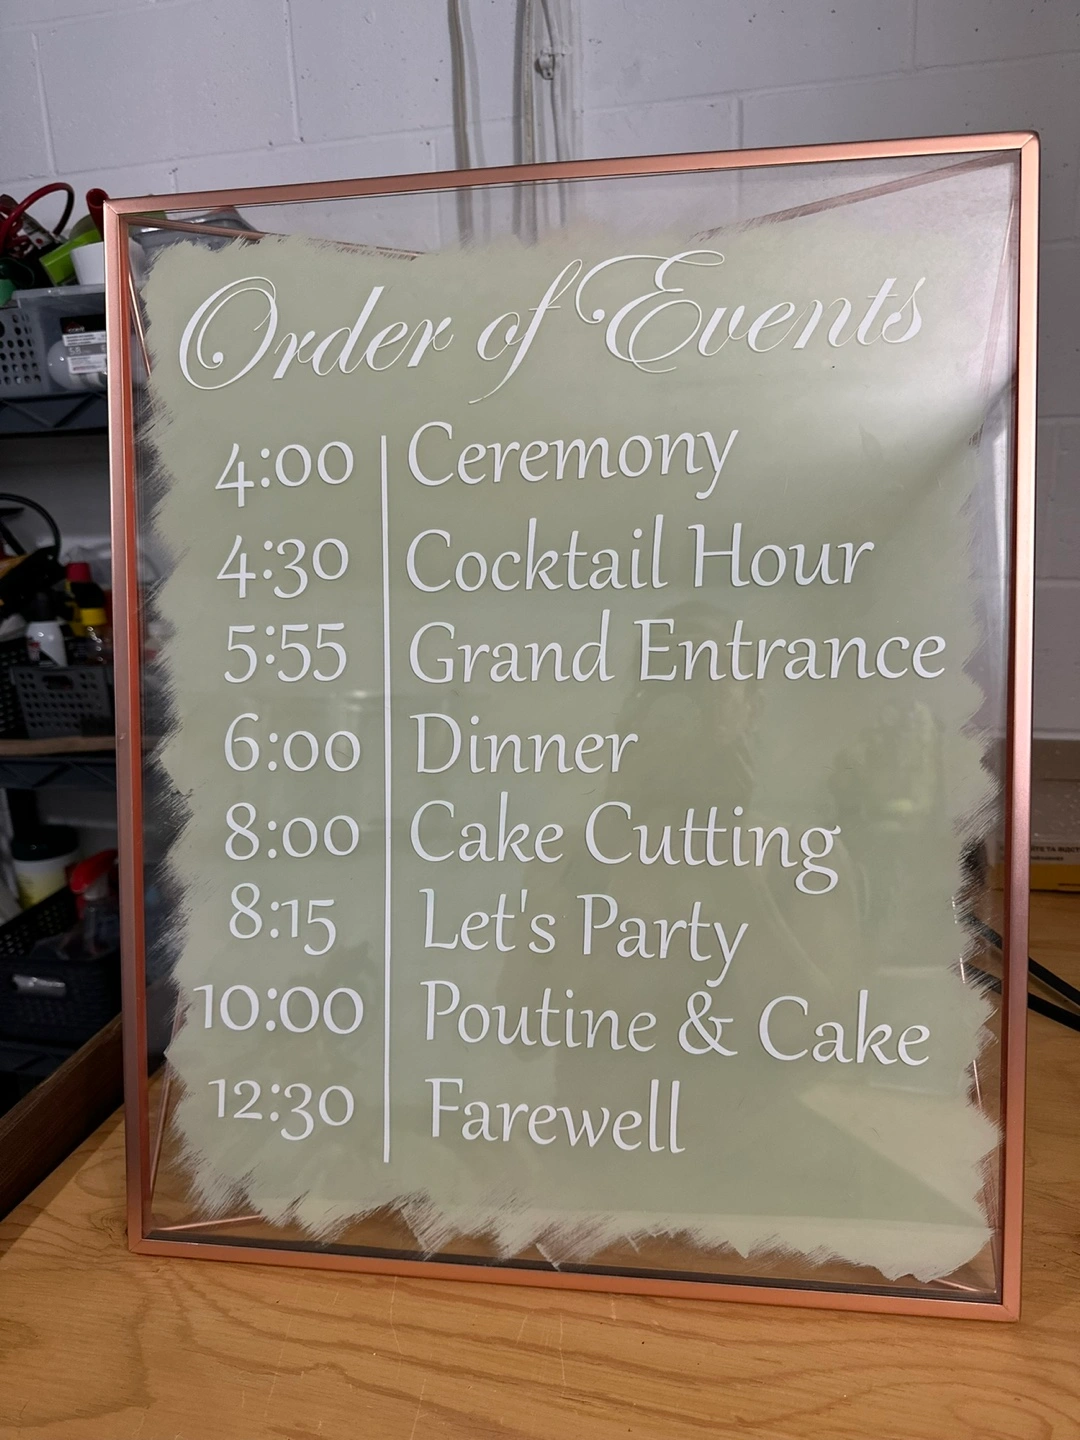 Order of Events
4:00 Ceremony
4:30 Cocktail Hour
5:55 Grand Entrance
6:00 Dinner
8:00 Cake Cutting
8:15 Let's Party
10:00 Poutine & Cake
12:30 Farewell